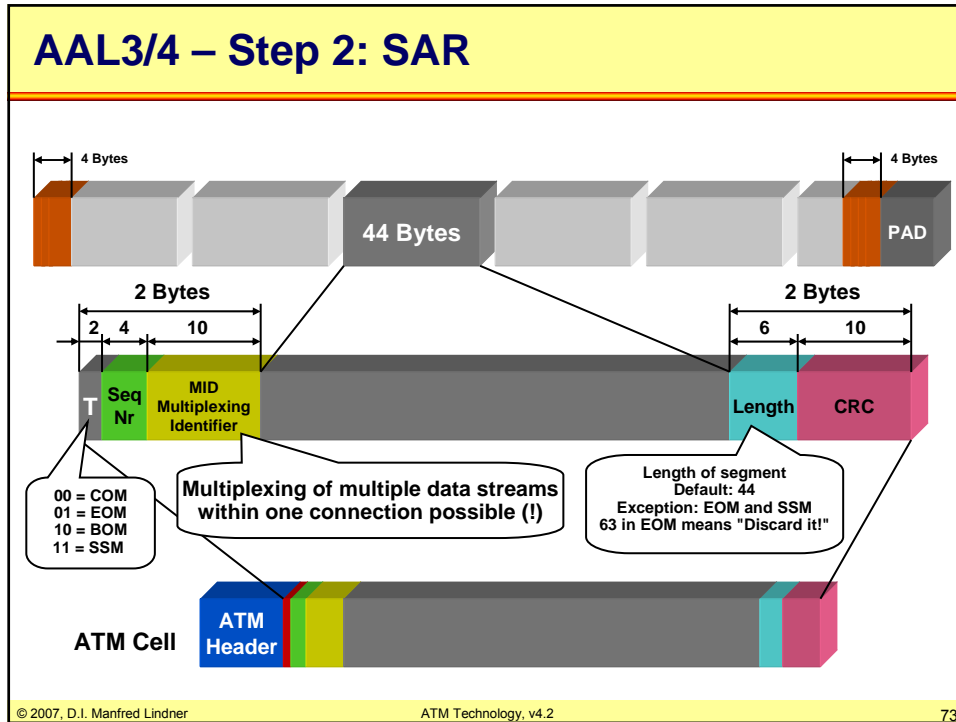 AAL3/4 – Step 2: SAR
4 Bytes
4 Bytes
44 Bytes
PAD
2 Bytes
2 Bytes
2
4
10
6
10
T
Seq
Nr
MID
Multiplexing
Identifier
Length
CRC
00 = COM
01 = EOM
10 = BOM
11 = SSM
Multiplexing of multiple data streams
within one connection possible (!)
Length of segment
Default: 44
Exception: EOM and SSM
63 in EOM means "Discard it!"
ATM Cell
ATM
Header
© 2007, D.I. Manfred Lindner
ATM Technology, v4.2
73